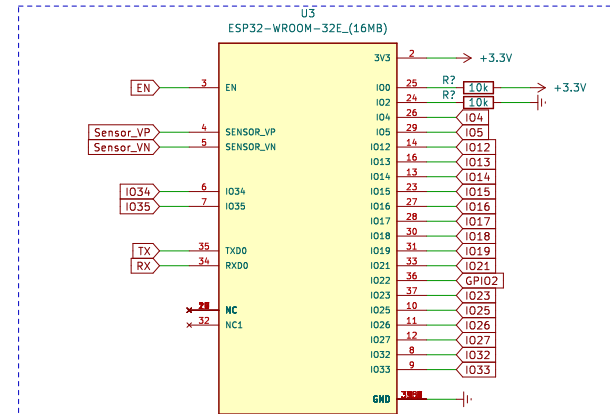 U3
ESP32-WROOM-32E_(16MB)
3V3 2 +3.3V
EN 3 EN
IO0 25 R? 10k +3.3V
IO2 24 R? 10k
IO4 26 IO4
Sensor_VP 4 SENSOR_VP
IO5 29 IO5
Sensor_VN 5 SENSOR_VN
IO12 14 IO12
IO13 16 IO13
IO14 13 IO14
IO34 6 IO34
IO15 23 IO15
IO35 7 IO35
IO16 27 IO16
IO17 28 IO17
IO18 30 IO18
TX 35 TXD0
IO19 31 IO19
RX 34 RXD0
IO21 33 IO21
IO22 36 GPIO2
IO23 37 IO23
NC
IO25 10 IO25
32 NC1
IO26 11 IO26
IO27 12 IO27
IO32 8 IO32
IO33 9 IO33
GND